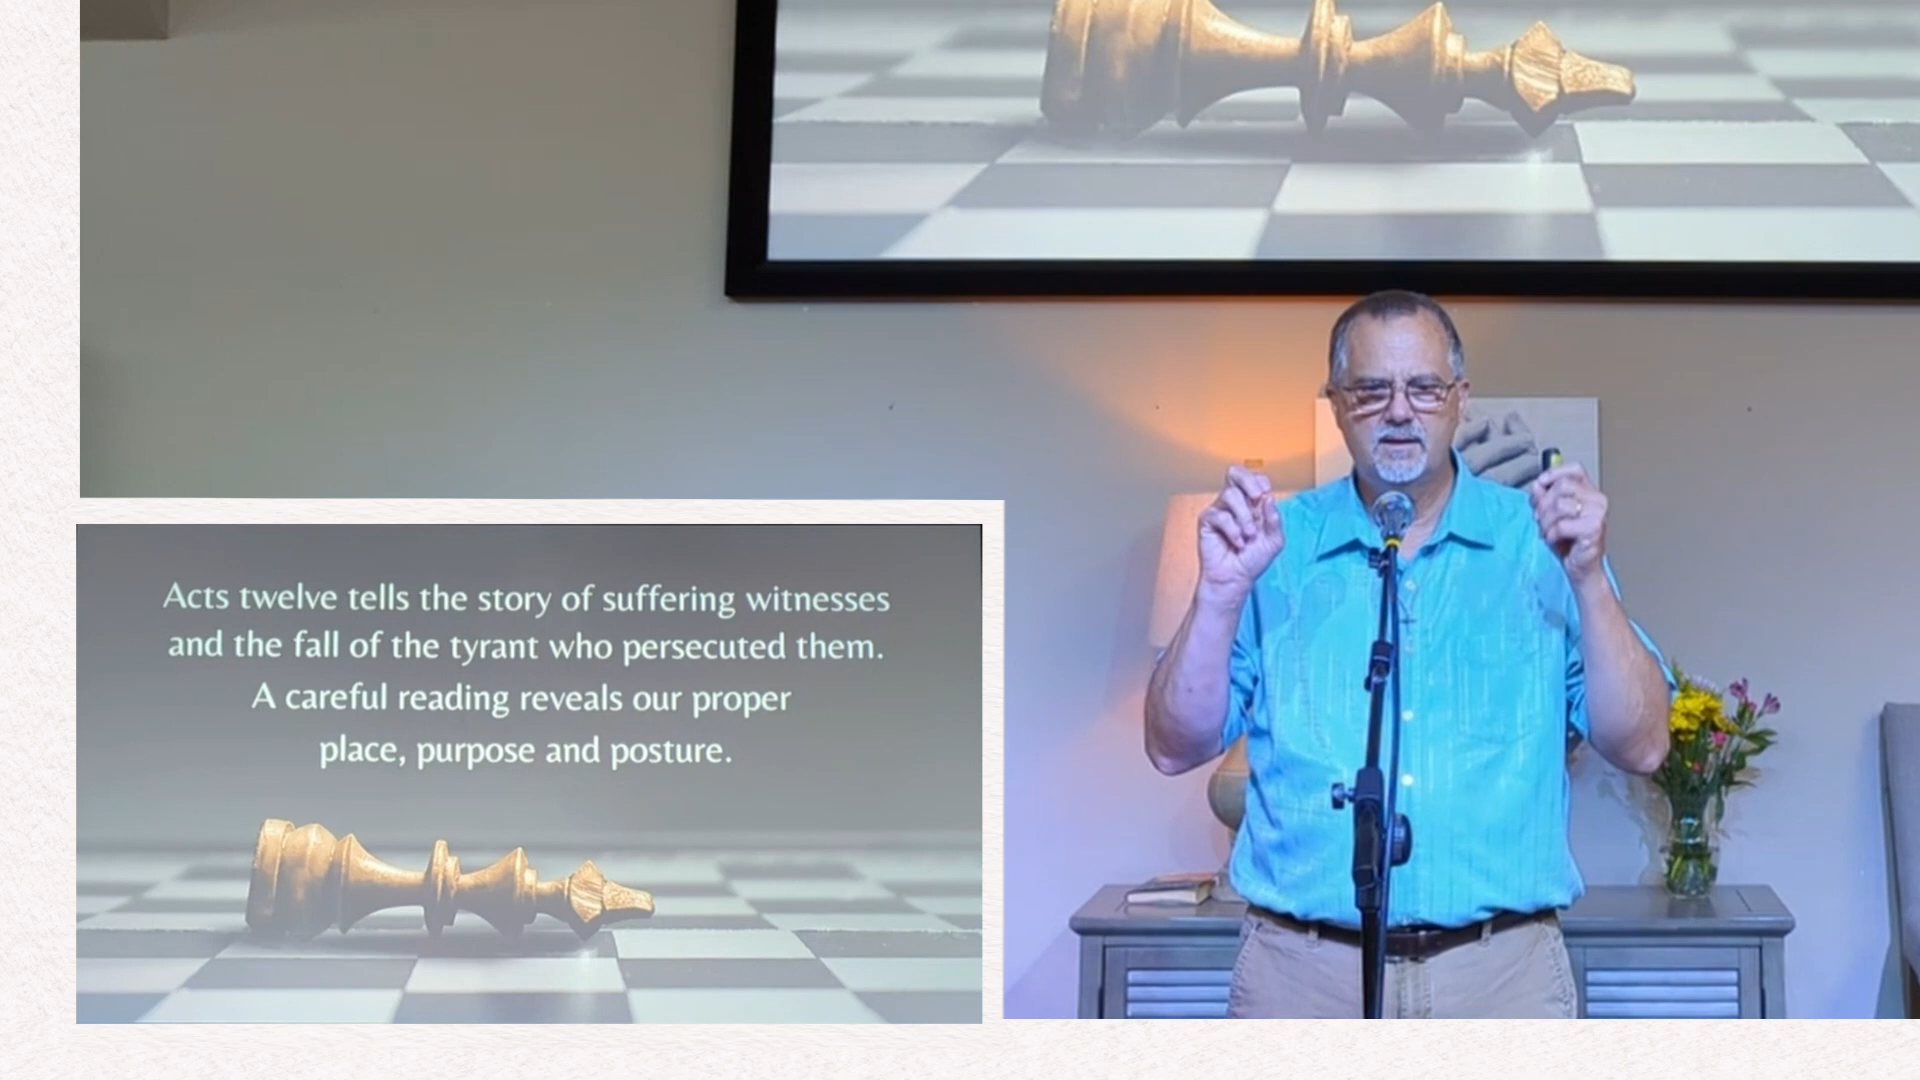 Acts twelve tells the story of suffering witnesses
and the fall of the tyrant who persecuted them.
A careful reading reveals our proper
place, purpose and posture.